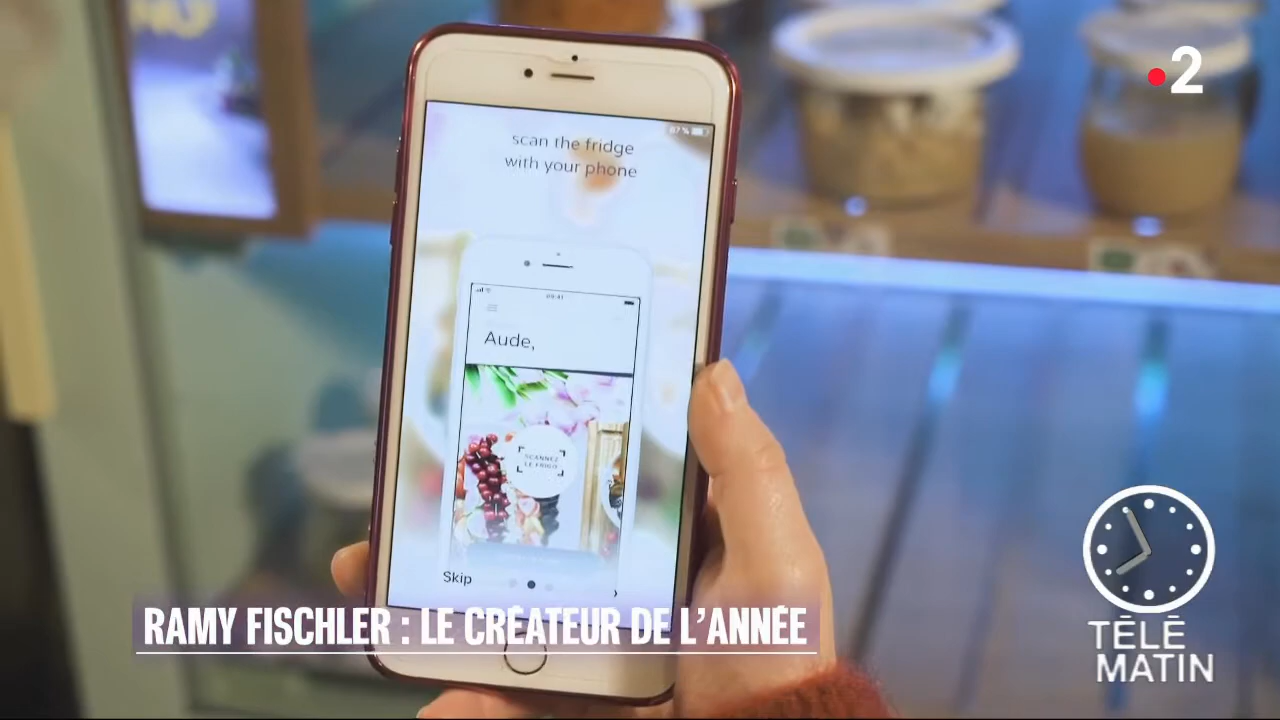 2
87 %
scan the fridge
with your phone
09:41
Aude,
SCANNEZ
LE FRIGO
Skip
RAMY FISCHLER : LE CRÉATEUR DE L'ANNÉE
TÉLÉ
MATIN